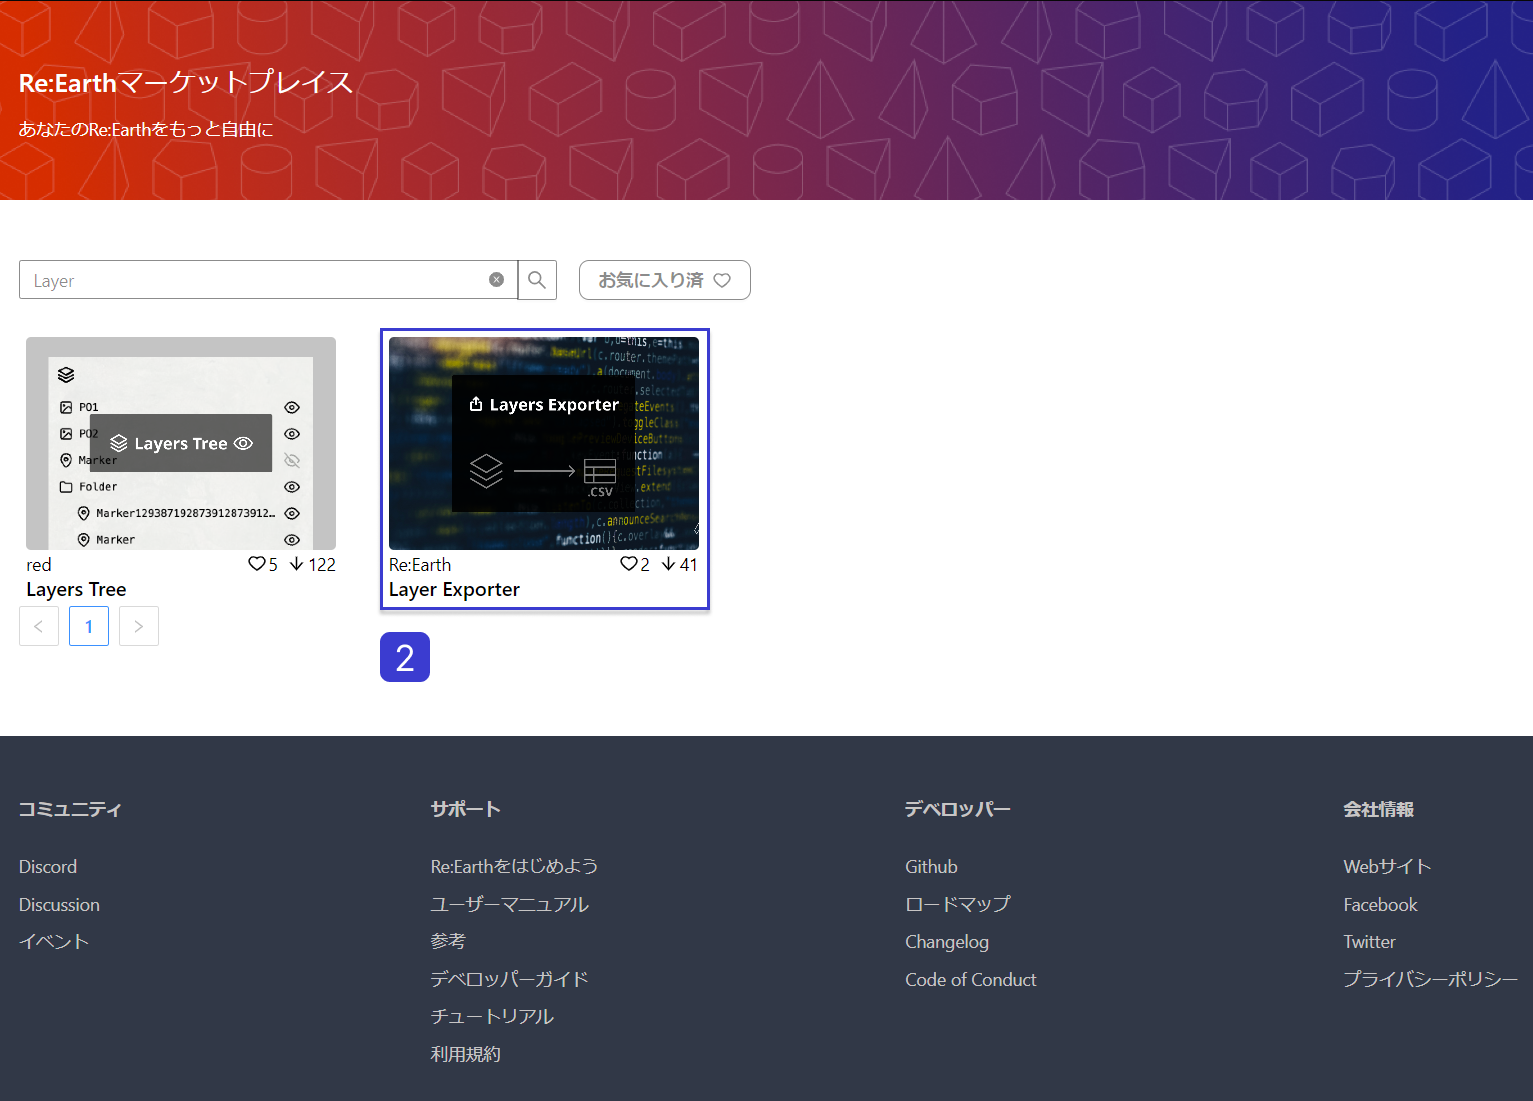 Re:Earthマーケットプレイス
あなたのRe:Earthをもっと自由に
Layer
お気に入り済
P01
P02
Layers Tree
Marker
Folder
Marker129387192873912873912…
Marker
red
5
122
Layers Tree
Layers Exporter
.CSV
c.announceSearch
function(){c.overla
Re:Earth
2
41
Layer Exporter
<
1
>
2
コミュニティ
Discord
Discussion
イベント
サポート
Re:Earthをはじめよう
ユーザーマニュアル
参考
デベロッパーガイド
チュートリアル
利用規約
デベロッパー
Github
ロードマップ
Changelog
Code of Conduct
会社情報
Webサイト
Facebook
Twitter
プライバシーポリシー